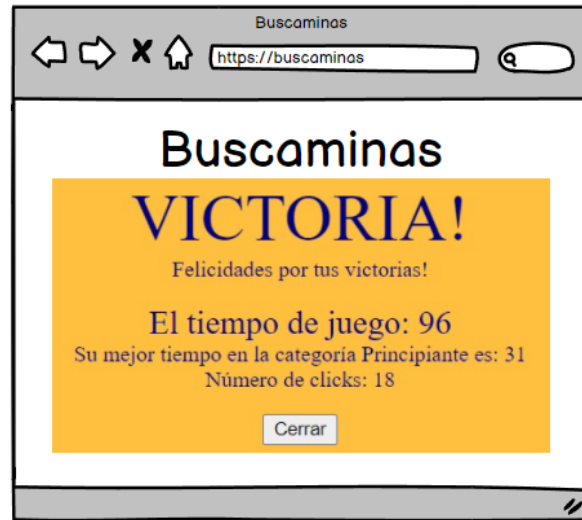 Buscaminas
https://buscaminas
Buscaminas
VICTORIA!
Felicidades por tus victorias!
El tiempo de juego: 96
Su mejor tiempo en la categoría Principiante es: 31
Número de clicks: 18
Cerrar